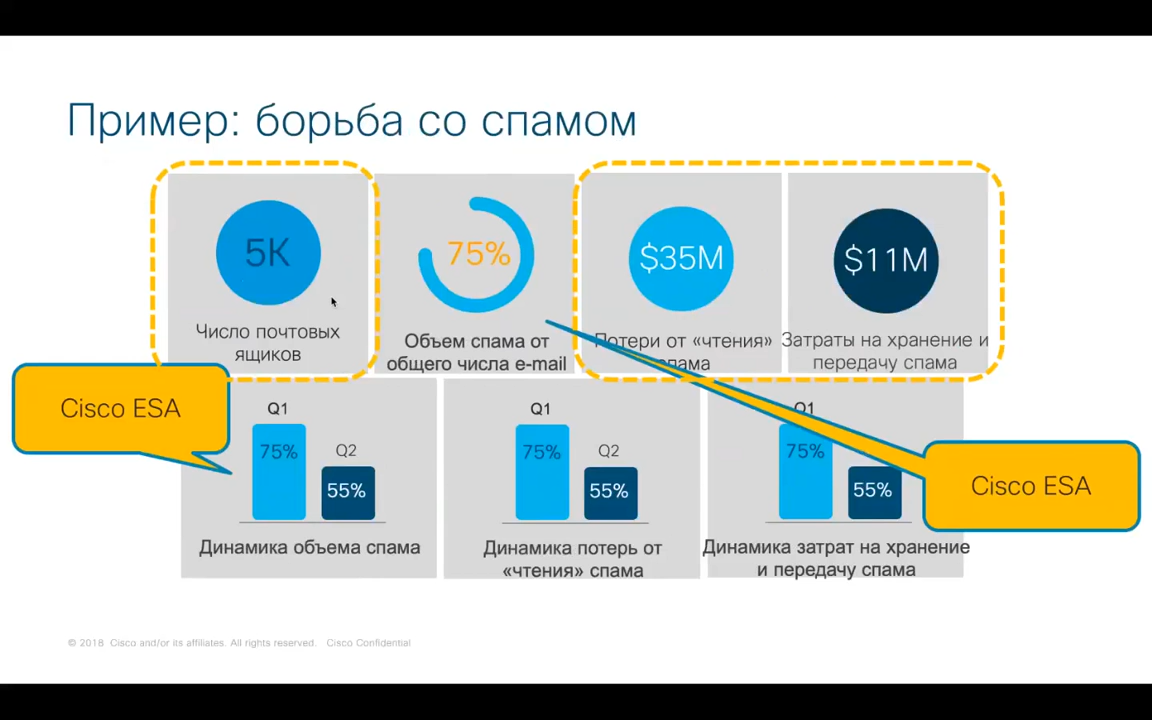 Пример: борьба со спамом
5K
Число почтовых
ящиков
75%
Объем спама от
общего числа e-mail
$35M
Потери от «чтения»
спама
$11M
Затраты на хранение и
передачу спама
Cisco ESA
Q1
75%
Q2
55%
Динамика объема спама
Q1
75%
Q2
55%
Динамика потерь от
«чтения» спама
Q1
75%
55%
Динамика затрат на хранение
и передачу спама
Cisco ESA
© 2018 Cisco and/or its affiliates. All rights reserved. Cisco Confidential